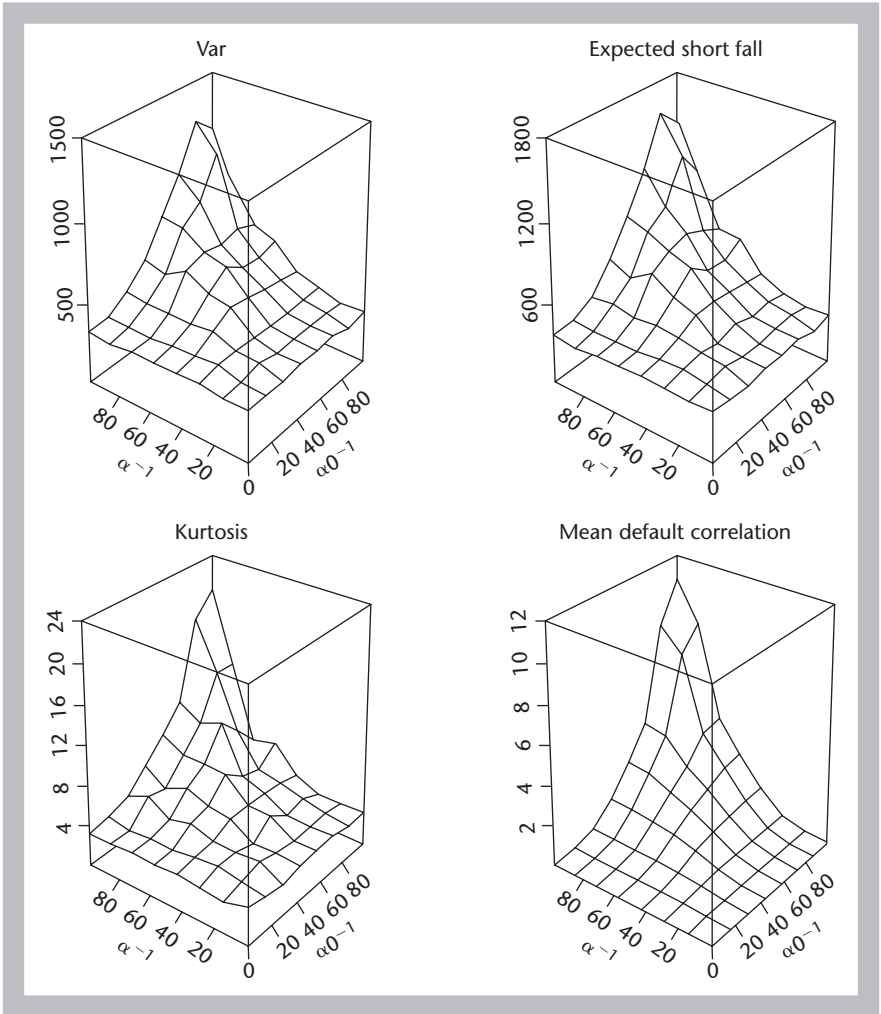 Var
1500
1000
500
80 60 40 20
α⁻¹
0
20 40 60 80
α0⁻¹
Expected short fall
1800
1200
600
80 60 40 20
α⁻¹
0
20 40 60 80
α0⁻¹
Kurtosis
24
20
16
12
8
4
80 60 40 20
α⁻¹
0
20 40 60 80
α0⁻¹
Mean default correlation
12
10
8
6
4
2
80 60 40 20
α⁻¹
0
20 40 60 80
α0⁻¹